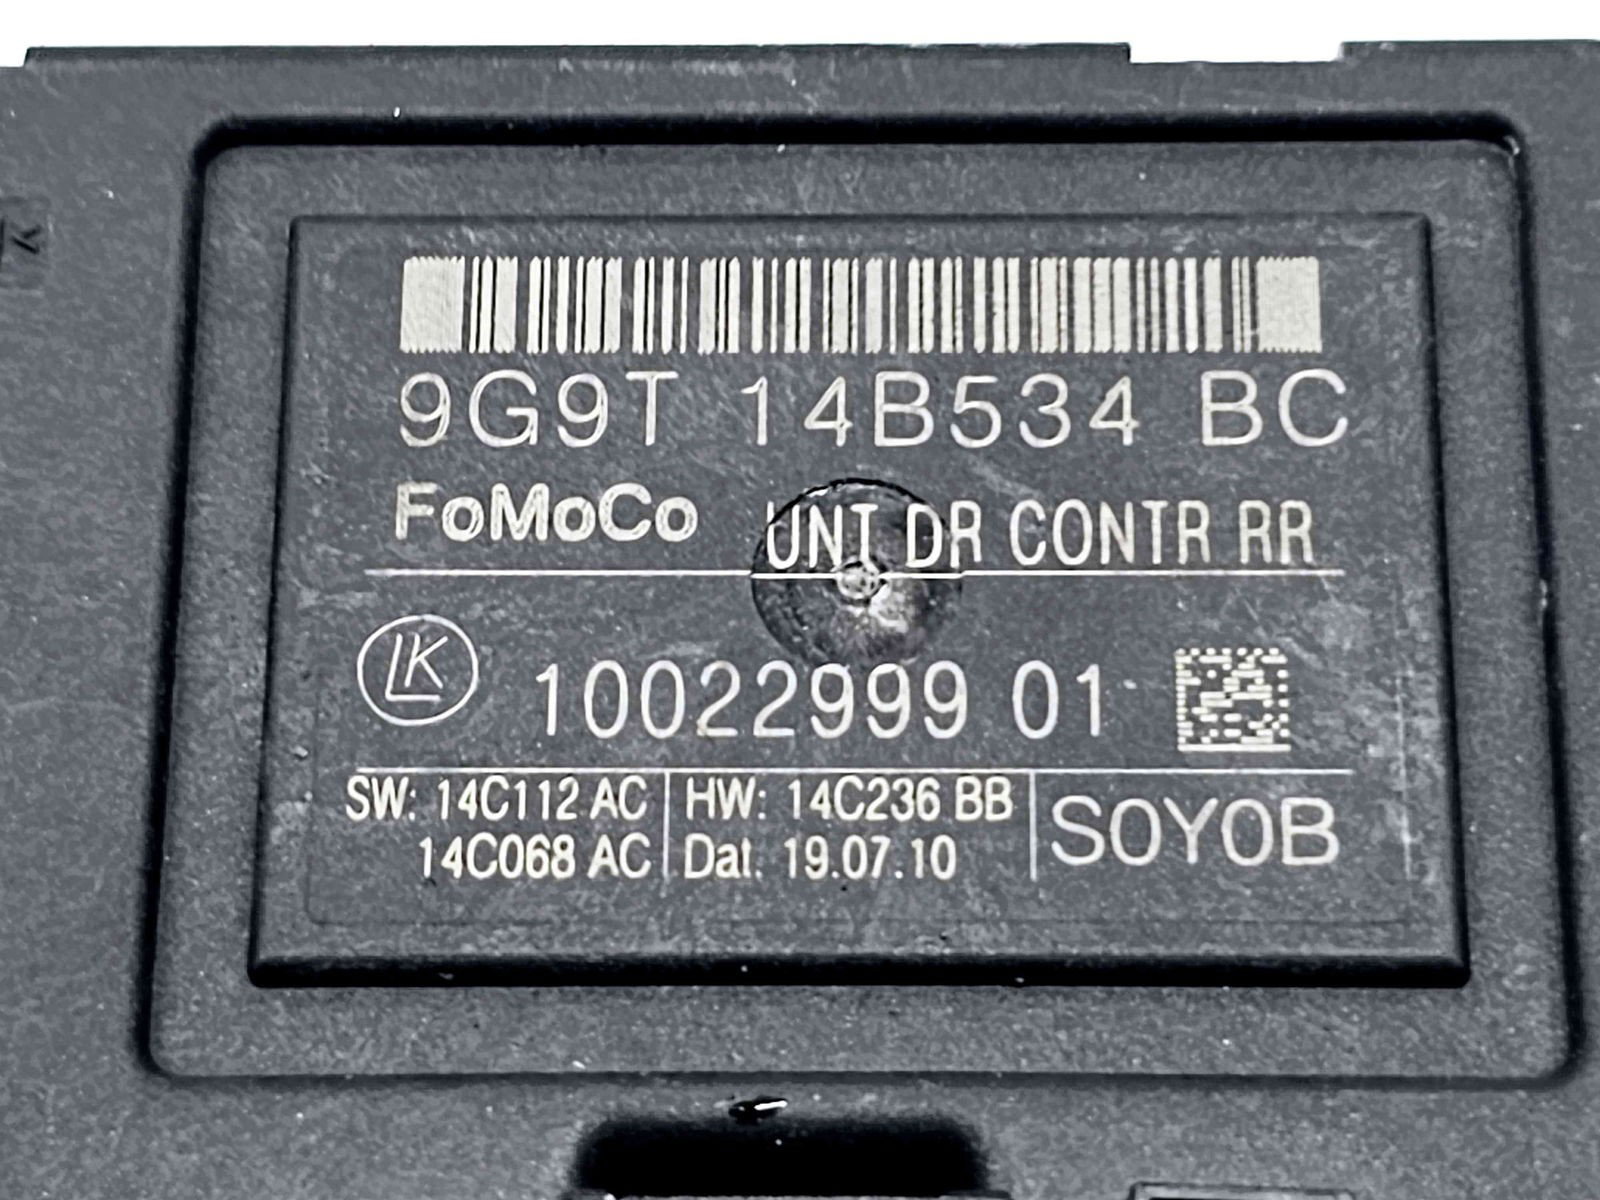 9G9T 14B534 BC
FoMoCo UNT DR CONTR RR
LK 10022999 01
SW: 14C112 AC HW: 14C236 BB S0Y0B
14C068 AC Dat. 19.07.10